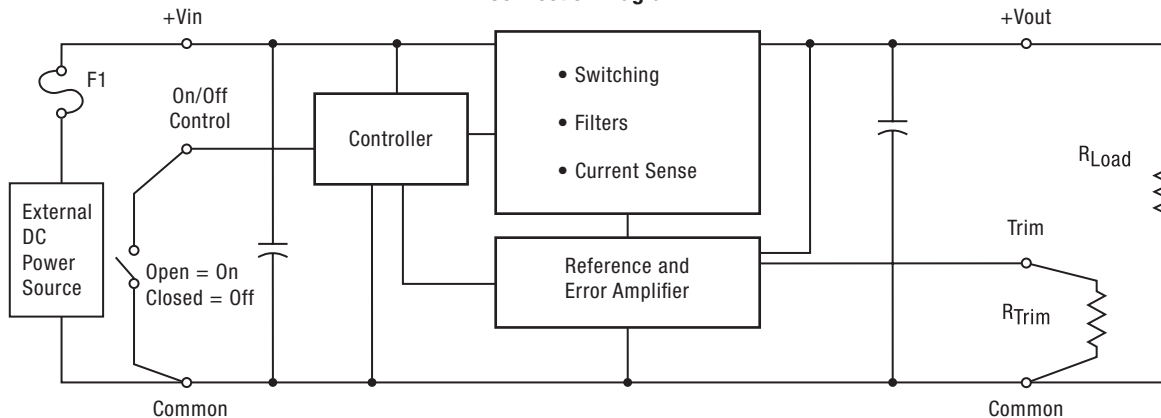 +Vin
+Vout
F1
On/Off
Control
Controller
• Switching
• Filters
• Current Sense
RLoad
External
DC
Power
Source
Open = On
Closed = Off
Reference and
Error Amplifier
Trim
RTrim
Common
Common